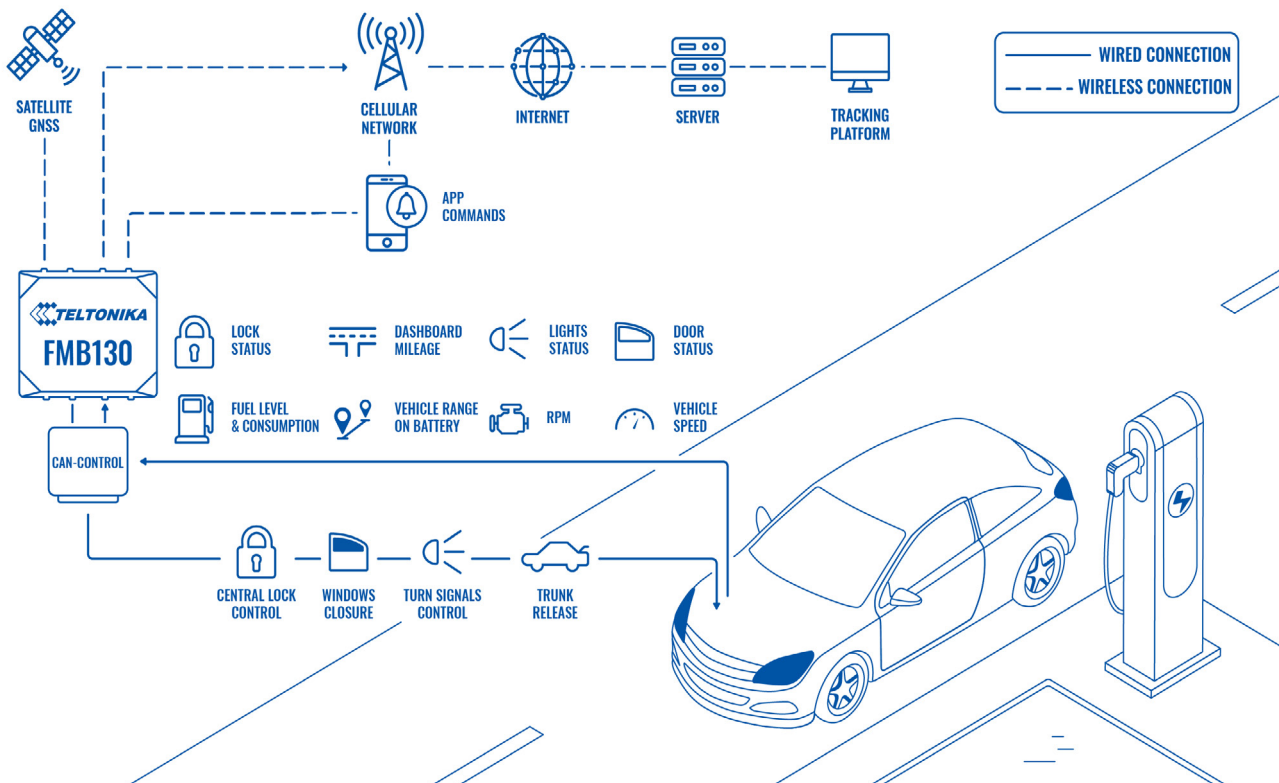 WIRED CONNECTION
WIRELESS CONNECTION
SATELLITE
GNSS
CELLULAR
NETWORK
INTERNET
SERVER
TRACKING
PLATFORM
APP
COMMANDS
TELTONIKA
FMB130
LOCK
STATUS
DASHBOARD
MILEAGE
LIGHTS
STATUS
DOOR
STATUS
FUEL LEVEL
& CONSUMPTION
VEHICLE RANGE
ON BATTERY
RPM
VEHICLE
SPEED
CAN-CONTROL
CENTRAL LOCK
CONTROL
WINDOWS
CLOSURE
TURN SIGNALS
CONTROL
TRUNK
RELEASE